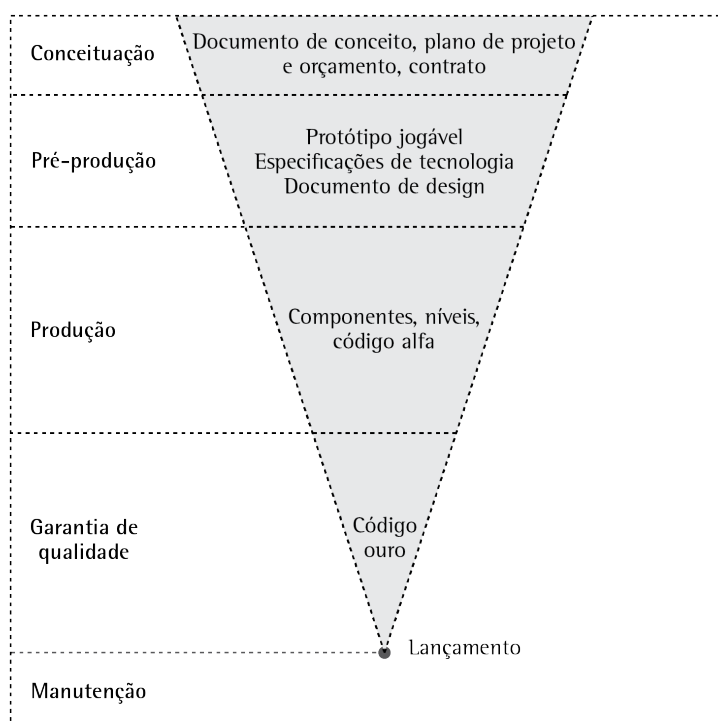 Conceituação
Documento de conceito, plano de projeto
e orçamento, contrato
Pré-produção
Protótipo jogável
Especificações de tecnologia
Documento de design
Produção
Componentes, níveis,
código alfa
Garantia de
qualidade
Código
ouro
Lançamento
Manutenção